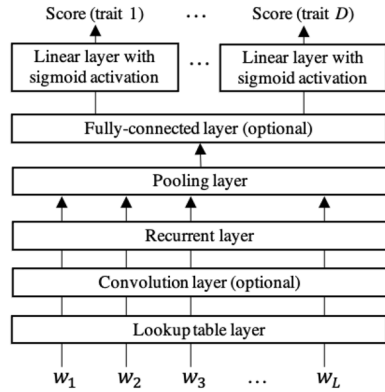 Score (trait 1) ... Score (trait D)
Linear layer with sigmoid activation ... Linear layer with sigmoid activation
Fully-connected layer (optional)
Pooling layer
Recurrent layer
Convolution layer (optional)
Lookup table layer
w₁ w₂ w₃ ... w_L